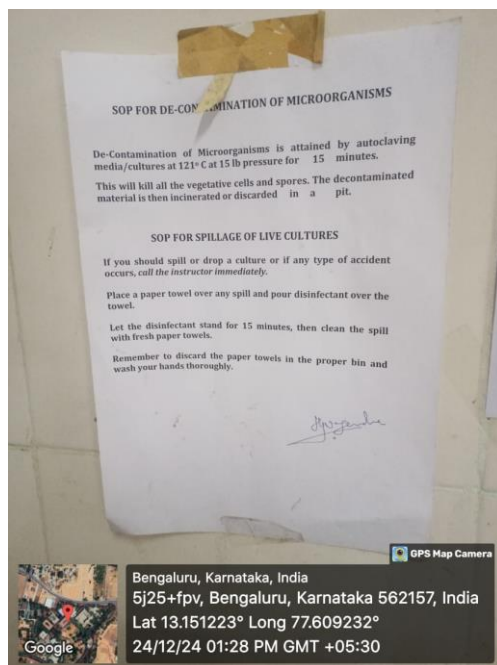 SOP FOR DE-CONTAMINATION OF MICROORGANISMS
De-Contamination of Microorganisms is attained by autoclaving
media/cultures at 121º C at 15 lb pressure for 15 minutes.
This will kill all the vegetative cells and spores. The decontaminated
material is then incinerated or discarded in a pit.
SOP FOR SPILLAGE OF LIVE CULTURES
If you should spill or drop a culture or if any type of accident
occurs, call the instructor immediately.
Place a paper towel over any spill and pour disinfectant over the
towel.
Let the disinfectant stand for 15 minutes, then clean the spill
with fresh paper towels.
Remember to discard the paper towels in the proper bin and
wash your hands thoroughly.
GPS Map Camera
Bengaluru, Karnataka, India
5j25+fpv, Bengaluru, Karnataka 562157, India
Lat 13.151223° Long 77.609232°
24/12/24 01:28 PM GMT +05:30
Google